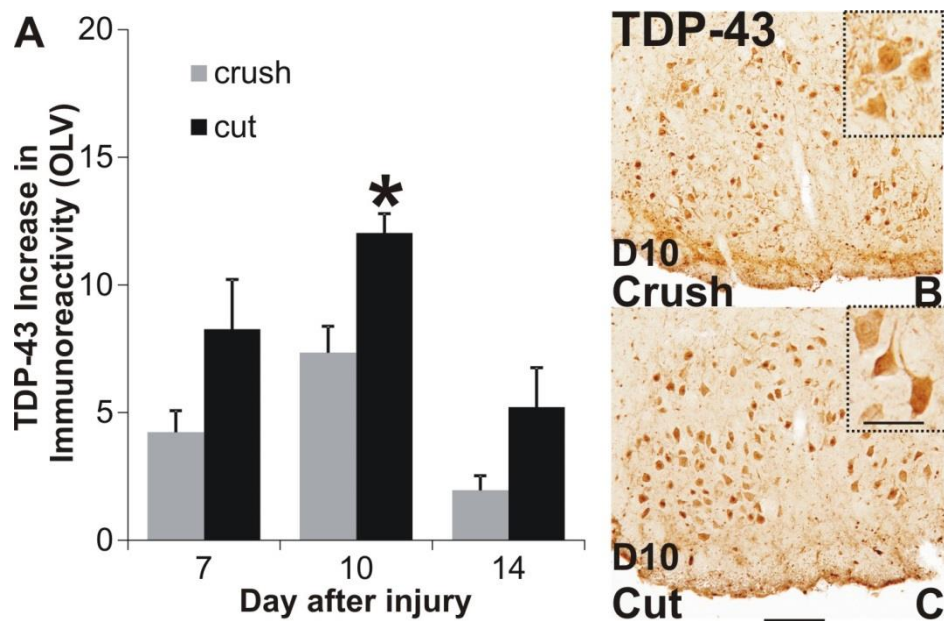 A
20
15
10
5
0
TDP-43 Increase in
Immunoreactivity (OLV)
crush
cut
*
7 10 14
Day after injury
TDP-43
D10
Crush
B
D10
Cut
C